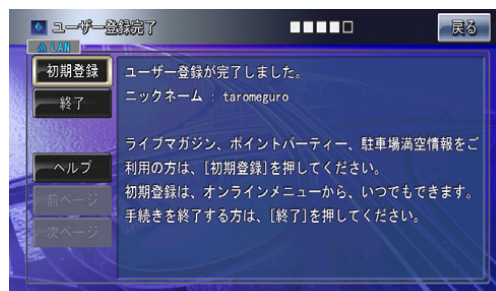 ユーザー登録完了
戻る
LAN
初期登録
終了
ヘルプ
前ページ
次ページ
ユーザー登録が完了しました。
ニックネーム : taromeguro
ライブマガジン、ポイントパーティー、駐車場満空情報をご
利用の方は、[初期登録]を押してください。
初期登録は、オンラインメニューから、いつでもできます。
手続きを終了する方は、[終了]を押してください。